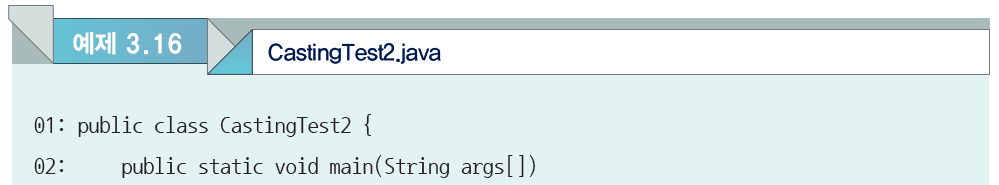 예제 3.16
CastingTest2.java
01: public class CastingTest2 {
02:     public static void main(String args[])